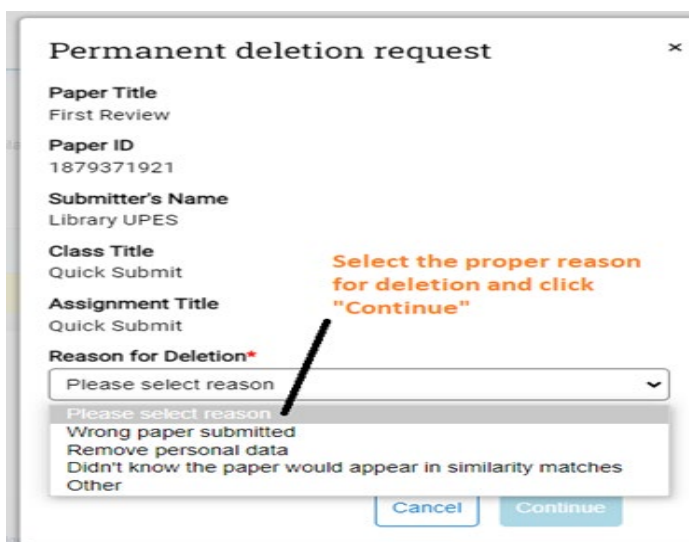 Permanent deletion request ×
Paper Title
First Review
Paper ID
1879371921
Submitter's Name
Library UPES
Class Title
Quick Submit
Select the proper reason
for deletion and click
"Continue"
Assignment Title
Quick Submit
Reason for Deletion*
Please select reason
Please select reason
Wrong paper submitted
Remove personal data
Didn't know the paper would appear in similarity matches
Other
Cancel Continue